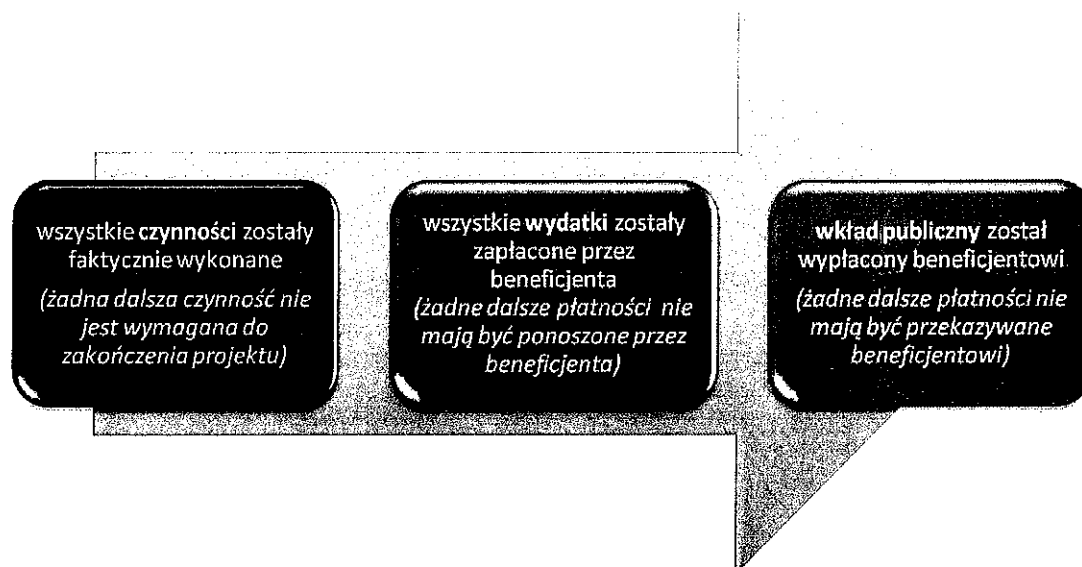 wszystkie czynności zostały
faktycznie wykonane
(żadna dalsza czynność nie
jest wymagana do
zakończenia projektu)
wszystkie wydatki zostały
zapłacone przez
beneficjenta
(żadne dalsze płatności nie
mają być ponoszone przez
beneficjenta)
wkład publiczny został
wypłacony beneficjentowi
(żadne dalsze płatności nie
mają być przekazywane
beneficjentowi)